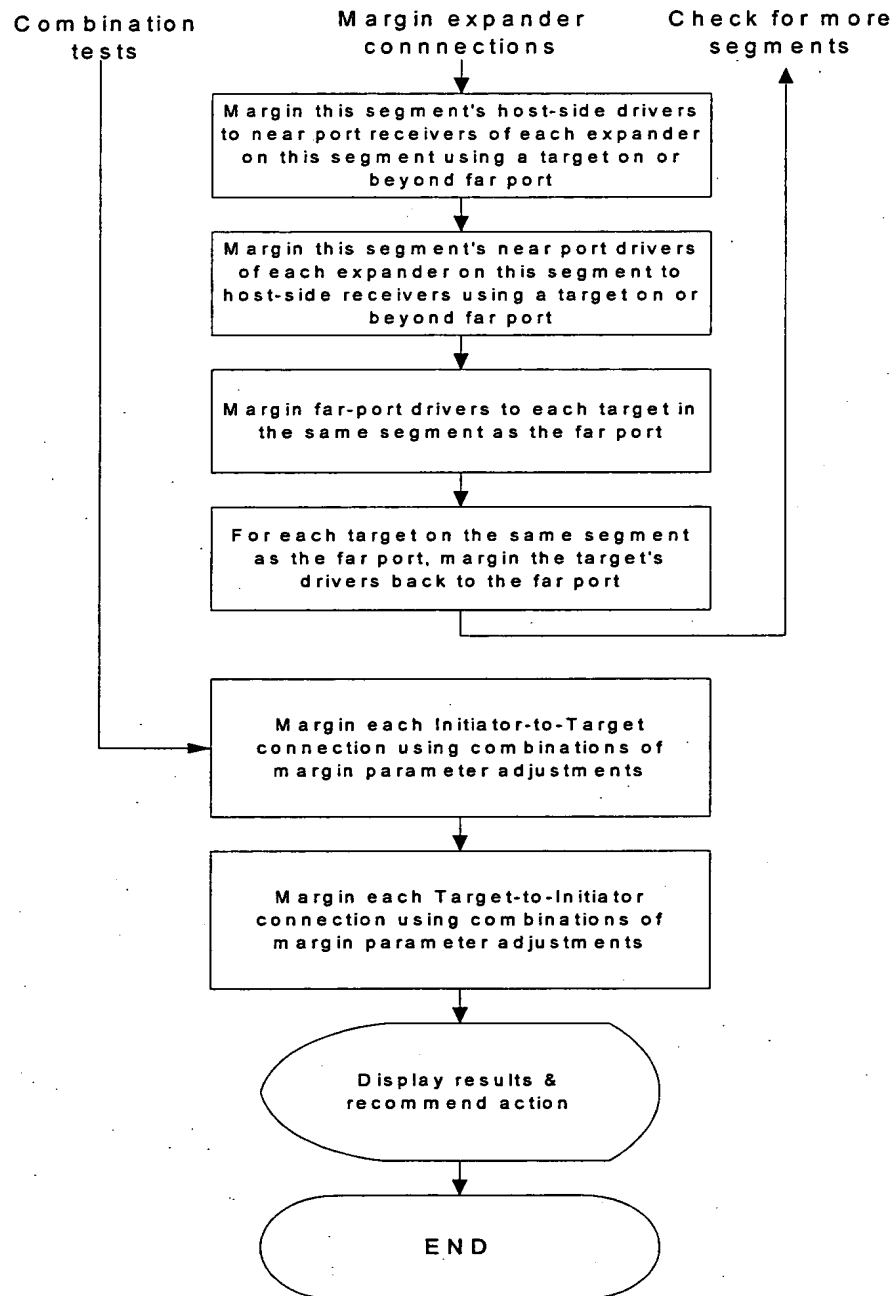 Combination
tests
Margin expander
connnections
Check for more
segments
Margin this segment's host-side drivers
to near port receivers of each expander
on this segment using a target on or
beyond far port
Margin this segment's near port drivers
of each expander on this segment to
host-side receivers using a target on or
beyond far port
Margin far-port drivers to each target in
the same segment as the far port
For each target on the same segment
as the far port, margin the target's
drivers back to the far port
Margin each Initiator-to-Target
connection using combinations of
margin parameter adjustments
Margin each Target-to-Initiator
connection using combinations of
margin parameter adjustments
Display results &
recommend action
END